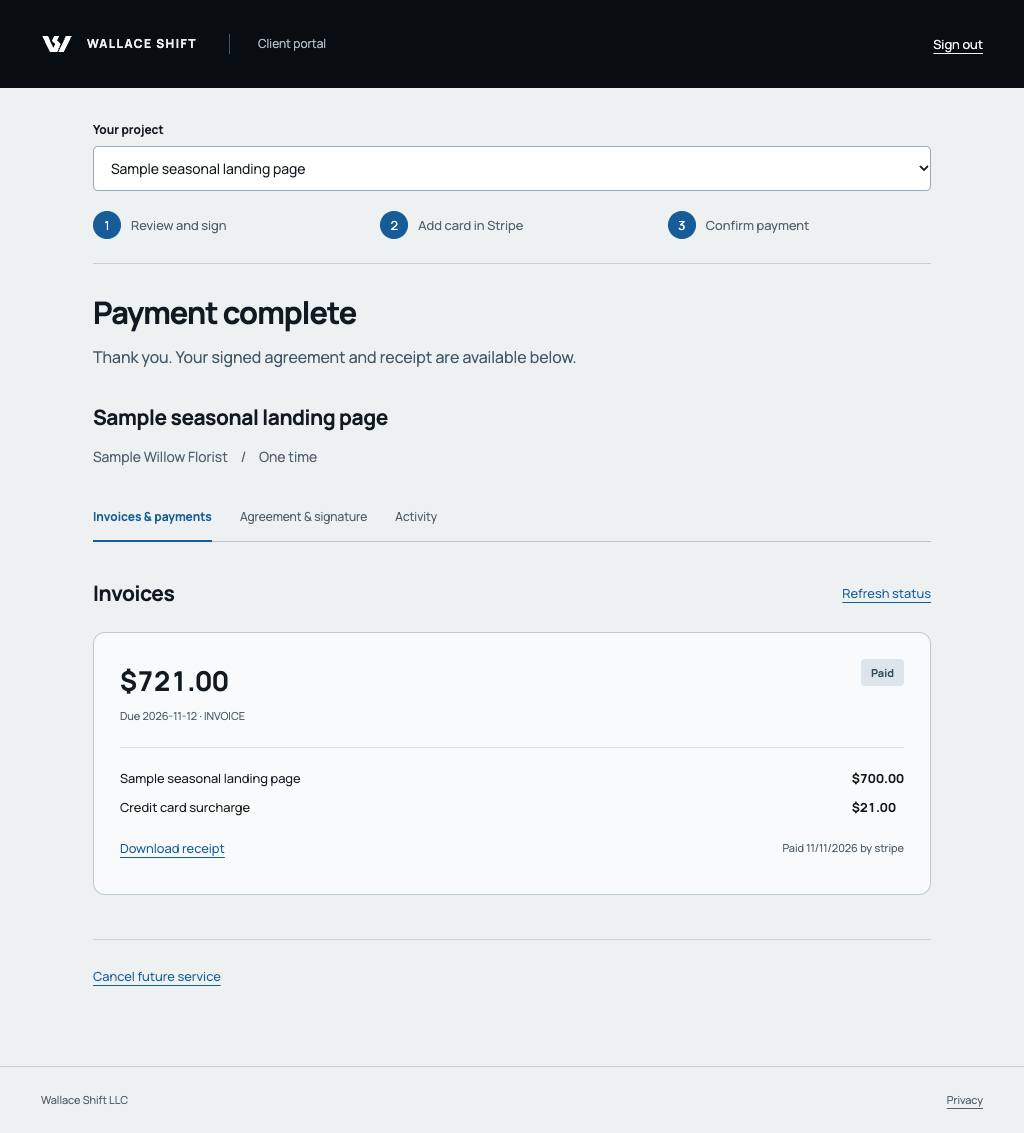 WALLACE SHIFT
Client portal
Sign out
Your project
Sample seasonal landing page
1 Review and sign
2 Add card in Stripe
3 Confirm payment
Payment complete
Thank you. Your signed agreement and receipt are available below.
Sample seasonal landing page
Sample Willow Florist / One time
Invoices & payments
Agreement & signature
Activity
Invoices
Refresh status
$721.00
Paid
Due 2026-11-12 · INVOICE
Sample seasonal landing page $700.00
Credit card surcharge $21.00
Download receipt
Paid 11/11/2026 by stripe
Cancel future service
Wallace Shift LLC
Privacy